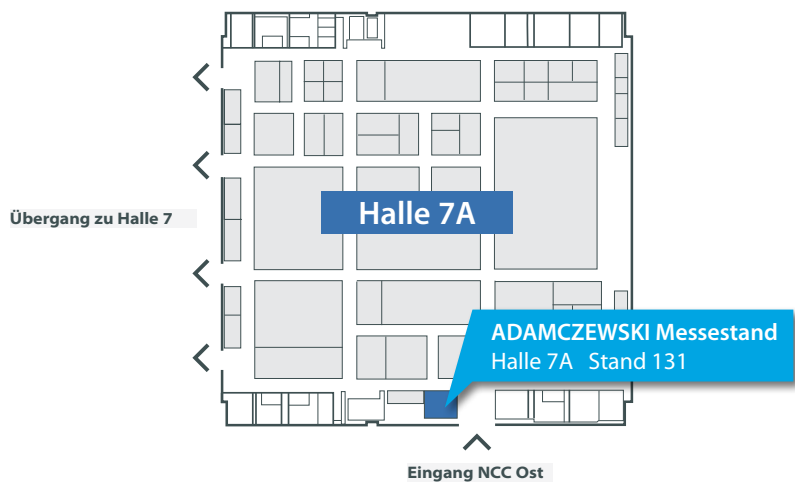 Halle 7A
Übergang zu Halle 7
ADAMCZEWSKI Messestand
Halle 7A Stand 131
Eingang NCC Ost